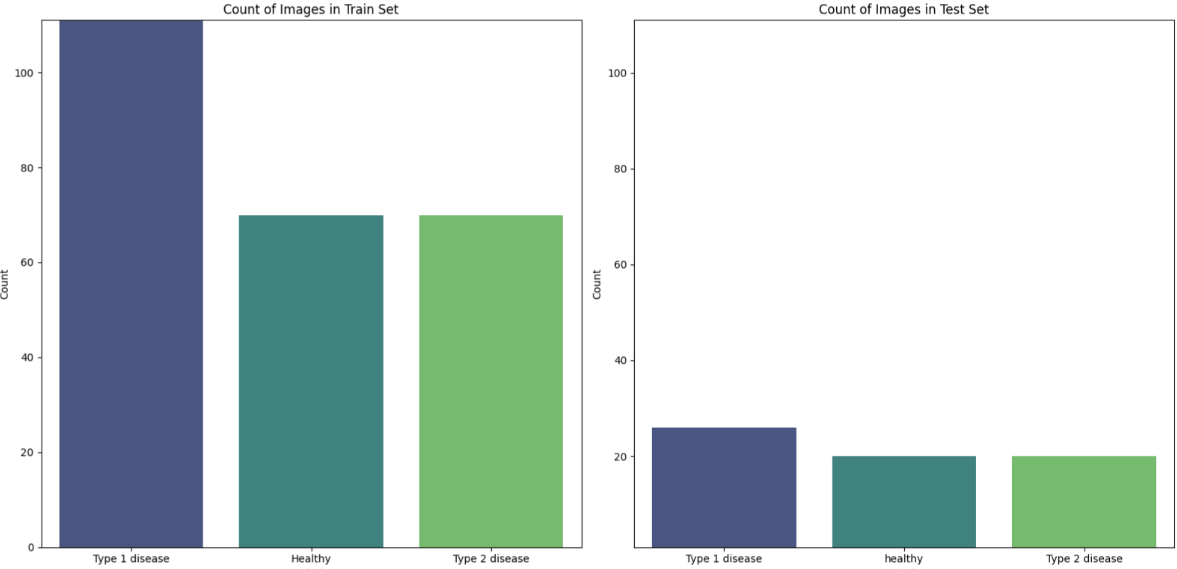 Count of Images in Train Set
100
80
60
40
20
0
Count
Type 1 disease
Healthy
Type 2 disease
Count of Images in Test Set
100
80
60
40
20
Count
Type 1 disease
healthy
Type 2 disease